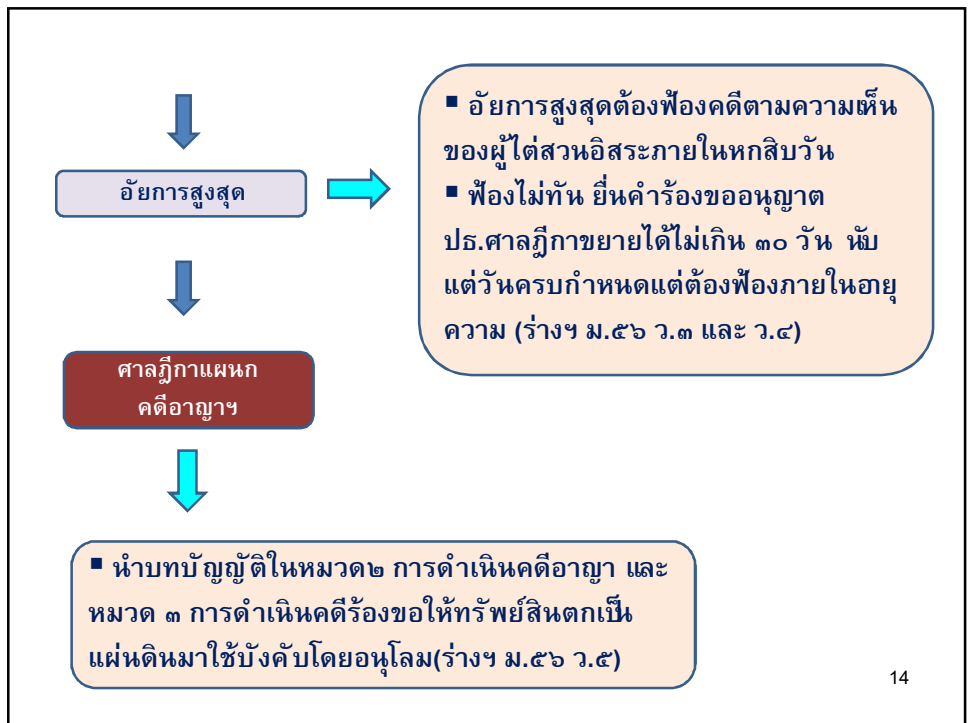 ▪ อัยการสูงสุดต้องฟ้องคดีตามความเห็น
ของผู้ไต่สวนอิสระภายในหกสิบวัน
▪ ฟ้องไม่ทัน ยื่นคำร้องขออนุญาต
ปธ.ศาลฎีกาขยายได้ไม่เกิน ๓๐ วัน นับ
แต่วันครบกำหนดแต่ต้องฟ้องภายในอายุ
ความ (ร่างฯ ม.๕๖ ว.๓ และ ว.๔)
อัยการสูงสุด
ศาลฎีกาแผนก
คดีอาญาฯ
▪ นำบทบัญญัติในหมวด๒ การดำเนินคดีอาญา และ
หมวด ๓ การดำเนินคดีร้องขอให้ทรัพย์สินตกเป็น
แผ่นดินมาใช้บังคับโดยอนุโลม(ร่างฯ ม.๕๖ ว.๕)
14